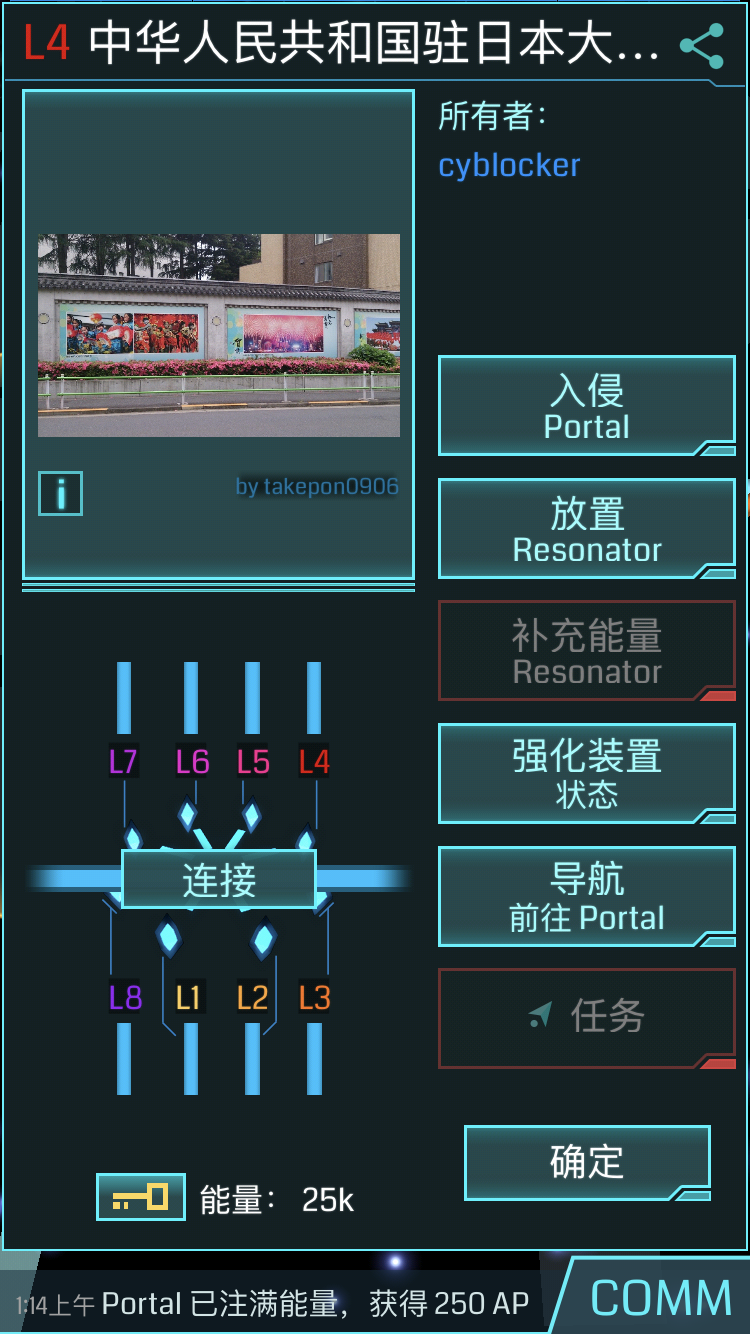 L4 中华人民共和国驻日本大...
所有者：
cyblocker
by takepon0906
i
入侵
Portal
放置
Resonator
补充能量
Resonator
强化装置
状态
导航
前往 Portal
任务
确定
L7 L6 L5 L4
连接
L8 L1 L2 L3
能量： 25k
1:14上午 Portal 已注满能量，获得 250 AP
COMM